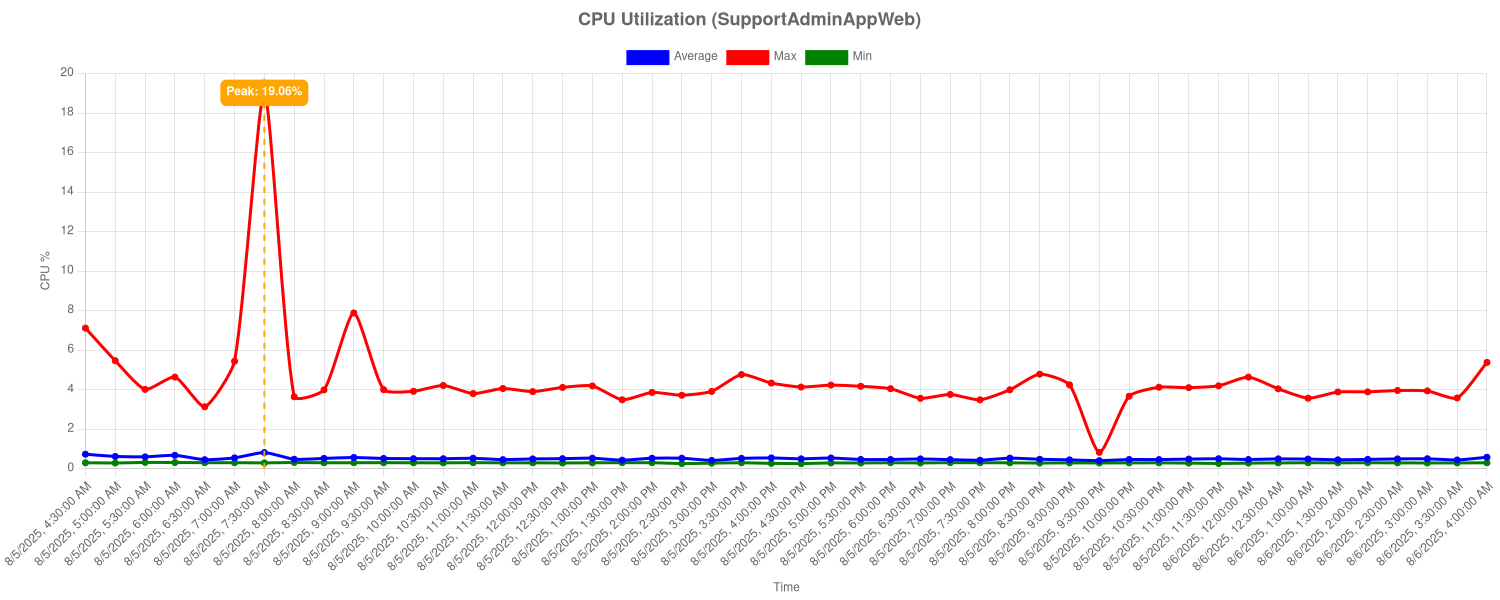 CPU Utilization (SupportAdminAppWeb)
Average Max Min
Peak: 19.06%
20
18
16
14
12
10
8
6
4
2
0
CPU %
8/5/2025, 4:30:00 AM
8/5/2025, 5:00:00 AM
8/5/2025, 5:30:00 AM
8/5/2025, 6:00:00 AM
8/5/2025, 6:30:00 AM
8/5/2025, 7:00:00 AM
8/5/2025, 7:30:00 AM
8/5/2025, 8:00:00 AM
8/5/2025, 8:30:00 AM
8/5/2025, 9:00:00 AM
8/5/2025, 9:30:00 AM
8/5/2025, 10:00:00 AM
8/5/2025, 10:30:00 AM
8/5/2025, 11:00:00 AM
8/5/2025, 11:30:00 AM
8/5/2025, 12:00:00 PM
8/5/2025, 12:30:00 PM
8/5/2025, 1:00:00 PM
8/5/2025, 1:30:00 PM
8/5/2025, 2:00:00 PM
8/5/2025, 2:30:00 PM
8/5/2025, 3:00:00 PM
8/5/2025, 3:30:00 PM
8/5/2025, 4:00:00 PM
8/5/2025, 4:30:00 PM
8/5/2025, 5:00:00 PM
8/5/2025, 5:30:00 PM
8/5/2025, 6:00:00 PM
8/5/2025, 6:30:00 PM
8/5/2025, 7:00:00 PM
8/5/2025, 7:30:00 PM
8/5/2025, 8:00:00 PM
8/5/2025, 8:30:00 PM
8/5/2025, 9:00:00 PM
8/5/2025, 9:30:00 PM
8/5/2025, 10:00:00 PM
8/5/2025, 10:30:00 PM
8/5/2025, 11:00:00 PM
8/5/2025, 11:30:00 PM
8/6/2025, 12:00:00 AM
8/6/2025, 12:30:00 AM
8/6/2025, 1:00:00 AM
8/6/2025, 1:30:00 AM
8/6/2025, 2:00:00 AM
8/6/2025, 2:30:00 AM
8/6/2025, 3:00:00 AM
8/6/2025, 3:30:00 AM
8/6/2025, 4:00:00 AM
Time